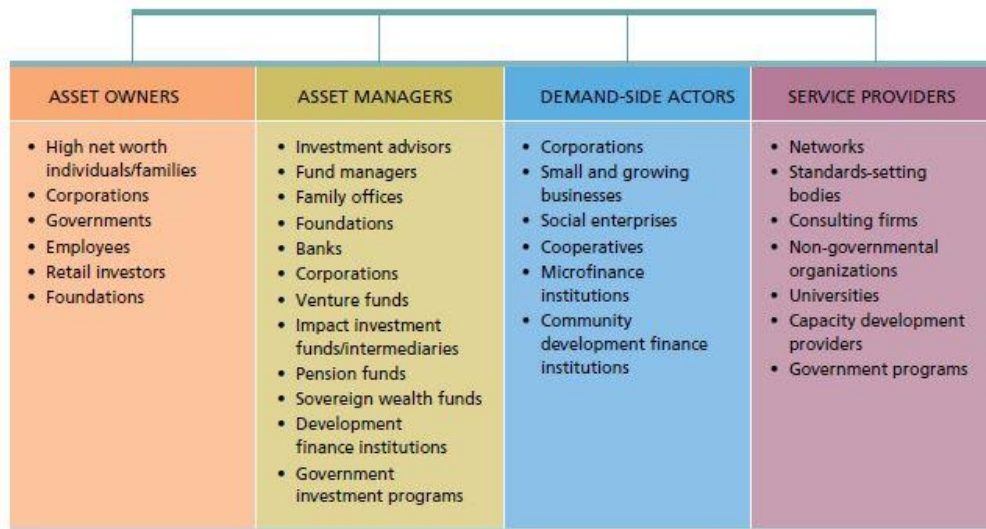 ASSET OWNERS
• High net worth
individuals/families
• Corporations
• Governments
• Employees
• Retail investors
• Foundations
ASSET MANAGERS
• Investment advisors
• Fund managers
• Family offices
• Foundations
• Banks
• Corporations
• Venture funds
• Impact investment
funds/intermediaries
• Pension funds
• Sovereign wealth funds
• Development
finance institutions
• Government
investment programs
DEMAND-SIDE ACTORS
• Corporations
• Small and growing
businesses
• Social enterprises
• Cooperatives
• Microfinance
institutions
• Community
development finance
institutions
SERVICE PROVIDERS
• Networks
• Standards-setting
bodies
• Consulting firms
• Non-governmental
organizations
• Universities
• Capacity development
providers
• Government programs